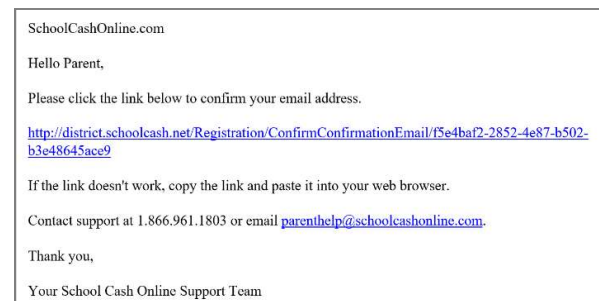 SchoolCashOnline.com
Hello Parent,
Please click the link below to confirm your email address.
http://district.schoolcash.net/Registration/ConfirmConfirmationEmail/f5e4baf2-2852-4e87-b502-
b3e48645ace9
If the link doesn't work, copy the link and paste it into your web browser.
Contact support at 1.866.961.1803 or email parenthelp@schoolcashonline.com.
Thank you,
Your School Cash Online Support Team